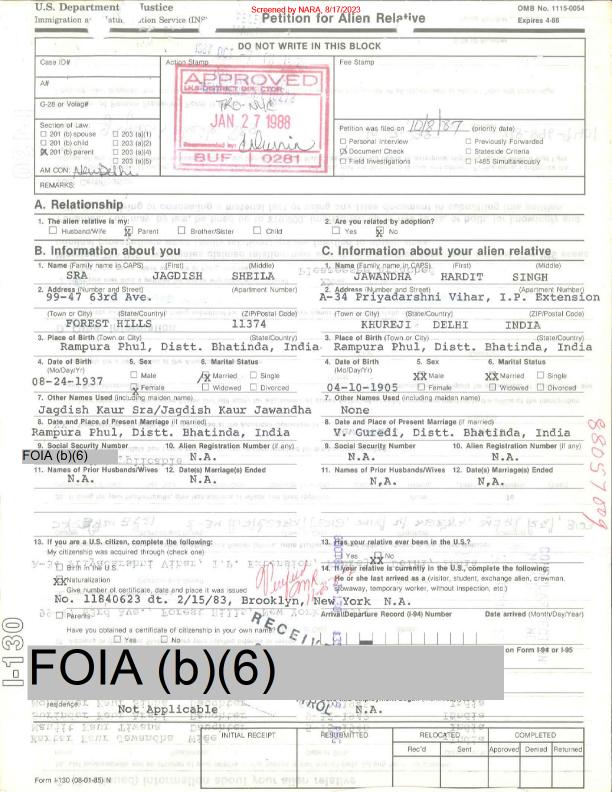 Screened by NARA, 8/17/2023
U.S. Department Justice
Immigration a Natu tion Service (INS
Petition for Alien Relative
OMB No. 1115-0054
Expires 4-86
DO NOT WRITE IN THIS BLOCK
Case ID# Action Stamp Fee Stamp
A#
G-28 or Volag#
APPROVED
JAN 27 1988
BUF 0281
Section of Law:
201 (b) spouse 203 (a)(1)
201 (b) child 203 (a)(2)
X 201 (b) parent 203 (a)(4)
203 (a)(5)
AM CON: New Delhi
Petition was filed on 10/8/87 (priority date)
Personal Interview Previously Forwarded
Document Check Stateside Criteria
Field Investigations I-485 Simultaneously
REMARKS:
A. Relationship
1. The alien relative is my:
Husband/Wife X Parent Brother/Sister Child
2. Are you related by adoption?
Yes X No
B. Information about you
1. Name (Family name in CAPS) (First) (Middle)
SRA JAGDISH SHEILA
2. Address (Number and Street) (Apartment Number)
99-47 63rd Ave.
(Town or City) (State/Country) (ZIP/Postal Code)
FOREST HILLS 11374
3. Place of Birth (Town or City) (State/Country)
Rampura Phul, Distt. Bhatinda, India
4. Date of Birth (Mo/Day/Yr) 5. Sex 6. Marital Status
08-24-1937 Male X Female X Married Single Widowed Divorced
7. Other Names Used (including maiden name)
Jagdish Kaur Sra/Jagdish Kaur Jawandha
8. Date and Place of Present Marriage (if married)
Rampura Phul, Distt. Bhatinda, India
9. Social Security Number 10. Alien Registration Number (if any)
FOIA (b)(6) N.A.
11. Names of Prior Husbands/Wives 12. Date(s) Marriage(s) Ended
N.A. N.A.
13. If you are a U.S. citizen, complete the following:
My citizenship was acquired through (check one)
Birth in the U.S.
XX Naturalization
Give number of certificate, date and place it was issued
No. 11840623 dt. 2/15/83, Brooklyn, New York
Parents
Have you obtained a certificate of citizenship in your own name?
Yes No
C. Information about your alien relative
1. Name (Family name in CAPS) (First) (Middle)
JAWANDHA HARDIT SINGH
2. Address (Number and Street) (Apartment Number)
A-34 Priyadarshni Vihar, I.P. Extension
(Town or City) (State/Country) (ZIP/Postal Code)
KHUREJI DELHI INDIA
3. Place of Birth (Town or City) (State/Country)
Rampura Phul, Distt. Bhatinda, India
4. Date of Birth (Mo/Day/Yr) 5. Sex 6. Marital Status
04-10-1905 XX Male Female XX Married Single Widowed Divorced
7. Other Names Used (including maiden name)
None
8. Date and Place of Present Marriage (if married)
V. Guredi, Distt. Bhatinda, India
9. Social Security Number 10. Alien Registration Number (if any)
N.A. N.A.
11. Names of Prior Husbands/Wives 12. Date(s) Marriage(s) Ended
N,A. N,A.
13. Has your relative ever been in the U.S.?
Yes XX No
14. If your relative is currently in the U.S., complete the following:
He or she last arrived as a (visitor, student, exchange alien, crewman, stowaway, temporary worker, without inspection, etc.)
N.A.
Arrival/Departure Record (I-94) Number Date arrived (Month/Day/Year)
on Form I-94 or I-95
FOIA (b)(6)
residence:
Not Applicable N.A.
INITIAL RECEIPT RESUBMITTED RELOCATED COMPLETED
Rec'd Sent Approved Denied Returned
Form I-130 (08-01-85) N
I-130